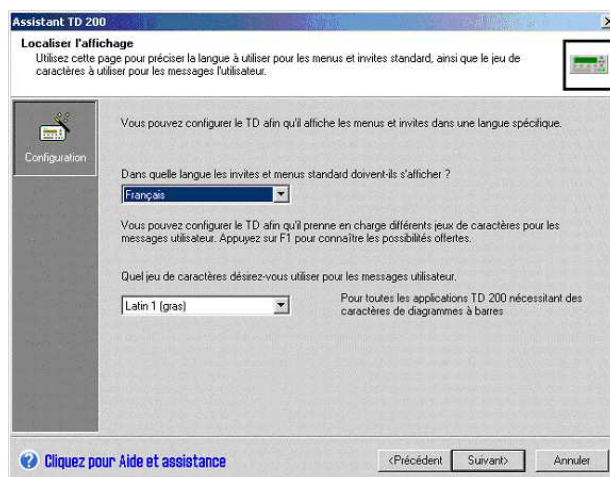 Assistant TD 200
Localiser l'affichage
Utilisez cette page pour préciser la langue à utiliser pour les menus et invites standard, ainsi que le jeu de
caractères à utiliser pour les messages l'utilisateur.
Configuration
Vous pouvez configurer le TD afin qu'il affiche les menus et invites dans une langue spécifique.
Dans quelle langue les invites et menus standard doivent-ils s'afficher ?
Français
Vous pouvez configurer le TD afin qu'il prenne en charge différents jeux de caractères pour les
messages utilisateur. Appuyez sur F1 pour connaître les possibilités offertes.
Quel jeu de caractères désirez-vous utiliser pour les messages utilisateur.
Latin 1 (gras)
Pour toutes les applications TD 200 nécessitant des
caractères de diagrammes à barres
Cliquez pour Aide et assistance
<Précédent
Suivant>
Annuler